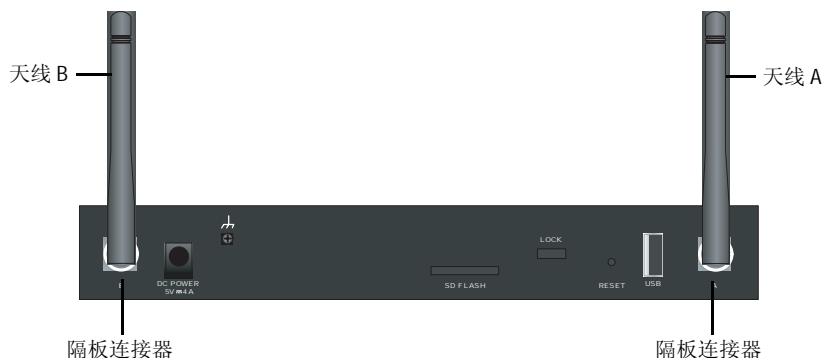 天线 B
天线 A
LOCK
DC POWER
5V⎓4A
SD FLASH
RESET
USB
B
A
隔板连接器
隔板连接器